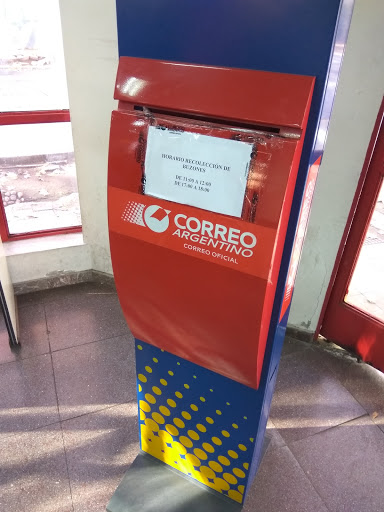 HORARIO RECOLECCIÓN DE
BUZONES
DE 11:00 A 12:00
DE 17:00 A 18:00
CORREO
ARGENTINO
CORREO OFICIAL